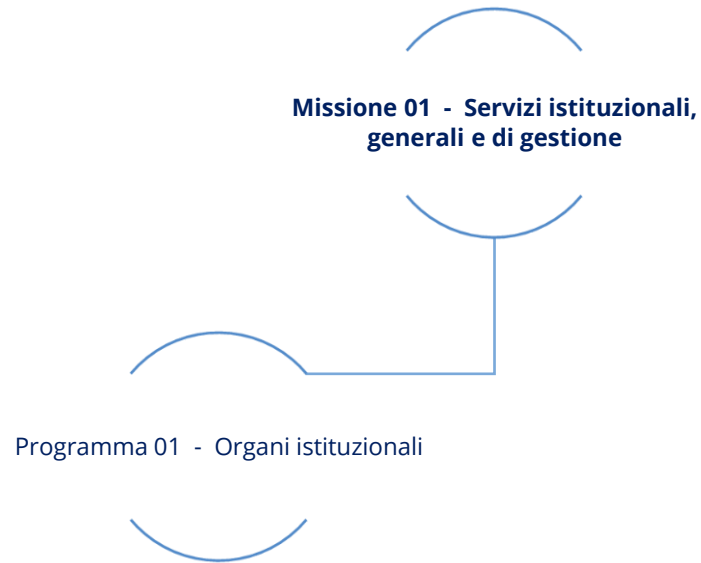 Missione 01 - Servizi istituzionali,
generali e di gestione
Programma 01 - Organi istituzionali